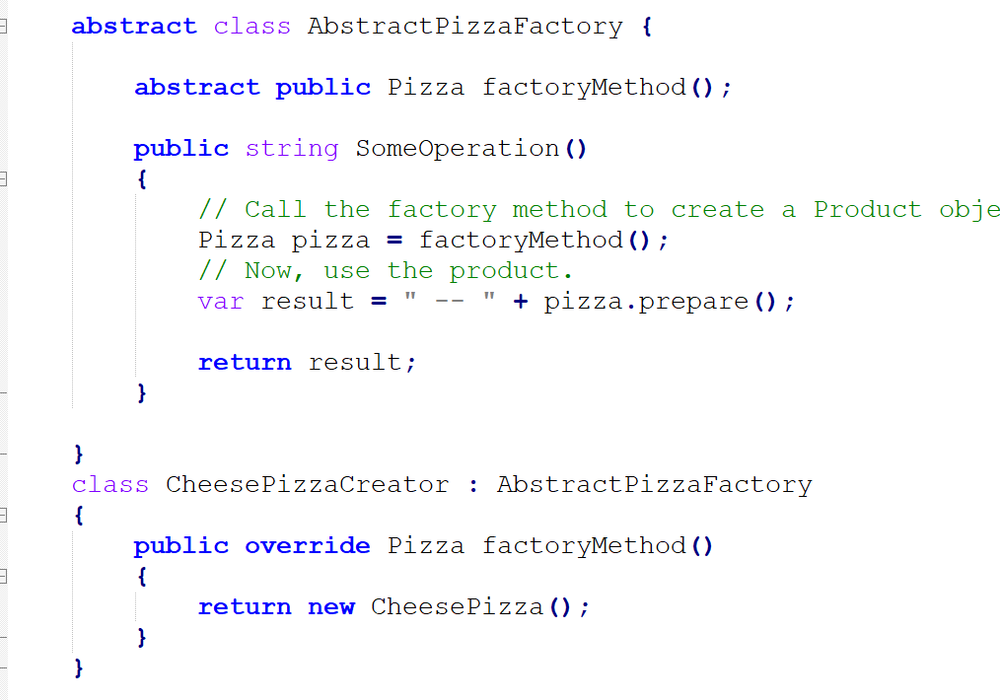 abstract class AbstractPizzaFactory {
abstract public Pizza factoryMethod();
public string SomeOperation()
{
// Call the factory method to create a Product obje
Pizza pizza = factoryMethod();
// Now, use the product.
var result = " -- " + pizza.prepare();
return result;
}
}
class CheesePizzaCreator : AbstractPizzaFactory
{
public override Pizza factoryMethod()
{
return new CheesePizza();
}
}